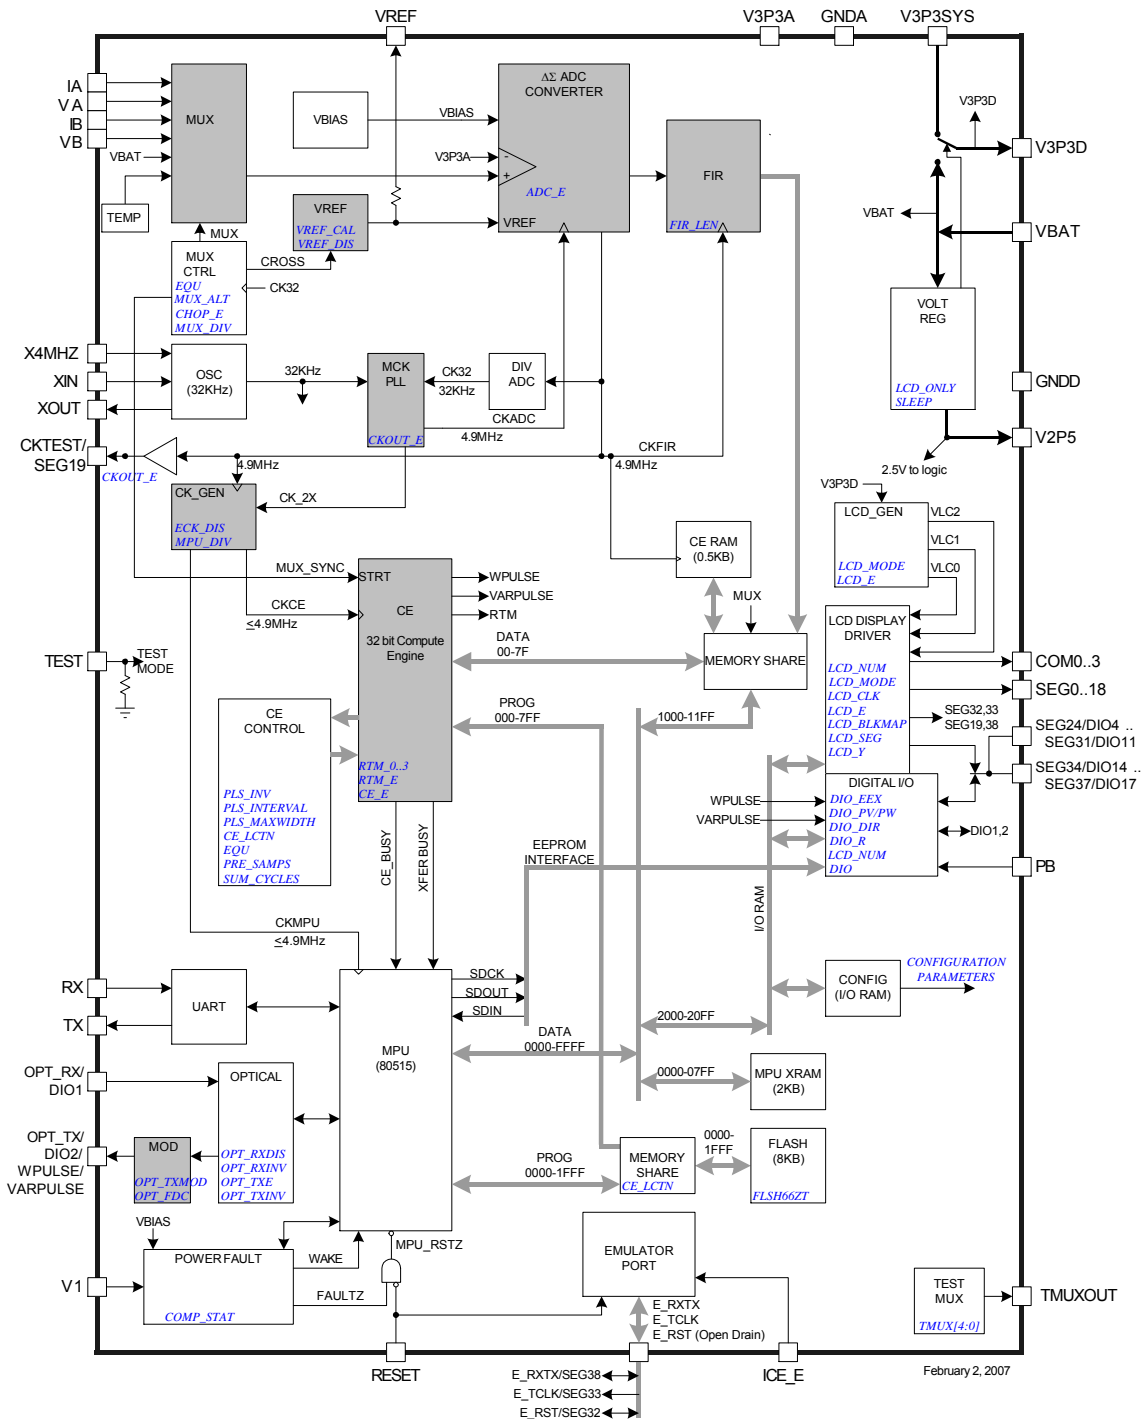 VREF
V3P3A
GNDA
V3P3SYS
IA
VA
IB
VB
VBAT
TEMP
MUX
VBIAS
VBIAS
ΔΣ ADC
CONVERTER
V3P3A
-
+
ADC_E
VREF
FIR
FIR_LEN
VREF
VREF_CAL
VREF_DIS
V3P3D
V3P3D
VBAT
VBAT
MUX
MUX
CTRL
EQU
MUX_ALT
CHOP_E
MUX_DIV
CROSS
CK32
VOLT
REG
LCD_ONLY
SLEEP
GNDD
V2P5
2.5V to logic
X4MHZ
XIN
XOUT
OSC
(32KHz)
32KHz
MCK
PLL
CKOUT_E
CK32
32KHz
DIV
ADC
CKADC
4.9MHz
CKTEST/
SEG19
CKOUT_E
4.9MHz
CKFIR
4.9MHz
CK_GEN
ECK_DIS
MPU_DIV
CK_2X
V3P3D
LCD_GEN
LCD_MODE
LCD_E
VLC2
VLC1
VLC0
CE RAM
(0.5KB)
MUX_SYNC
STRT
CE
32 bit Compute
Engine
RTM_0..3
RTM_E
CE_E
CKCE
≤4.9MHz
WPULSE
VARPULSE
RTM
DATA
00-7F
MUX
MEMORY SHARE
PROG
000-7FF
1000-11FF
LCD DISPLAY
DRIVER
LCD_NUM
LCD_MODE
LCD_CLK
LCD_E
LCD_BLKMAP
LCD_SEG
LCD_Y
COM0..3
SEG0..18
SEG32,33
SEG19,38
SEG24/DIO4 ..
SEG31/DIO11
SEG34/DIO14 ..
SEG37/DIO17
TEST
TEST
MODE
CE
CONTROL
PLS_INV
PLS_INTERVAL
PLS_MAXWIDTH
CE_LCTN
EQU
PRE_SAMPS
SUM_CYCLES
CE_BUSY
XFER BUSY
WPULSE
VARPULSE
DIGITAL I/O
DIO_EEX
DIO_PV/PW
DIO_DIR
DIO_R
LCD_NUM
DIO
DIO1,2
PB
EEPROM
INTERFACE
I/O RAM
CKMPU
≤4.9MHz
RX
TX
UART
MPU
(80515)
SDCK
SDOUT
SDIN
CONFIG
(I/O RAM)
CONFIGURATION
PARAMETERS
2000-20FF
DATA
0000-FFFF
0000-07FF
MPU XRAM
(2KB)
OPT_RX/
DIO1
OPTICAL
OPT_RXDIS
OPT_RXINV
OPT_TXE
OPT_TXINV
OPT_TX/
DIO2/
WPULSE/
VARPULSE
MOD
OPT_TXMOD
OPT_FDC
PROG
0000-1FFF
MEMORY
SHARE
CE_LCTN
0000-
1FFF
FLASH
(8KB)
FLSH66ZT
VBIAS
V1
POWER FAULT
COMP_STAT
WAKE
FAULTZ
MPU_RSTZ
EMULATOR
PORT
E_RXTX
E_TCLK
E_RST (Open Drain)
TEST
MUX
TMUX[4:0]
TMUXOUT
RESET
ICE_E
February 2, 2007
E_RXTX/SEG38
E_TCLK/SEG33
E_RST/SEG32